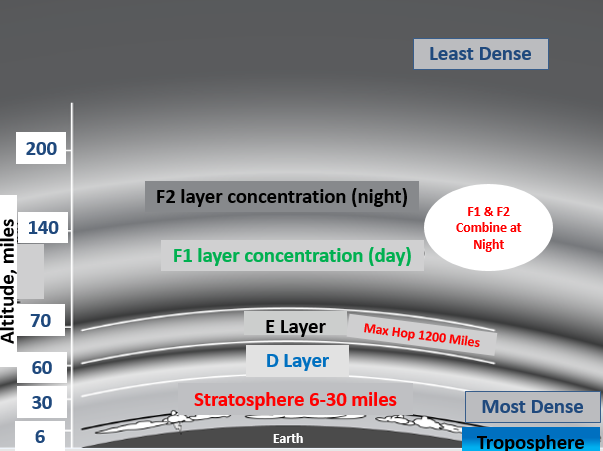 Least Dense
200
F2 layer concentration (night)
F1 & F2
Combine at
Night
140
F1 layer concentration (day)
Altitude, miles
70
E Layer
Max Hop 1200 Miles
60
D Layer
30
Stratosphere 6-30 miles
Most Dense
6
Earth
Troposphere